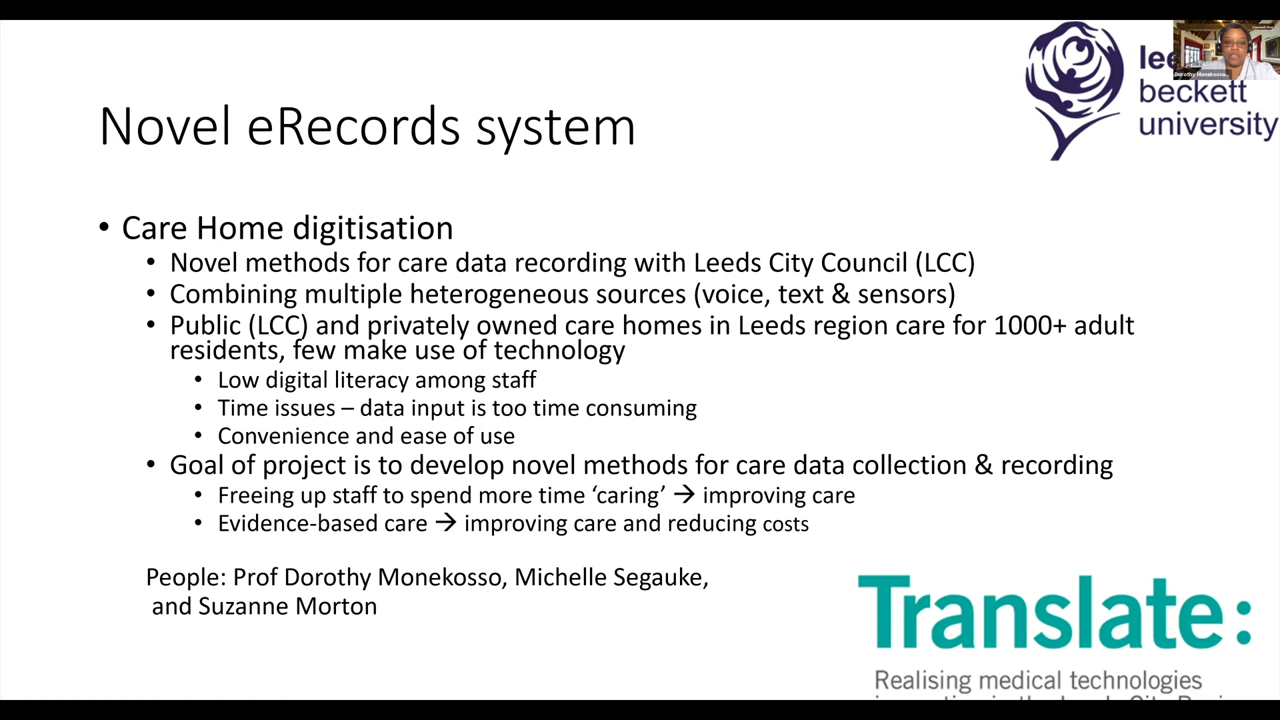 Novel eRecords system
lee
beckett
university
Dorothy Monekosso...
• Care Home digitisation
• Novel methods for care data recording with Leeds City Council (LCC)
• Combining multiple heterogeneous sources (voice, text & sensors)
• Public (LCC) and privately owned care homes in Leeds region care for 1000+ adult
residents, few make use of technology
• Low digital literacy among staff
• Time issues – data input is too time consuming
• Convenience and ease of use
• Goal of project is to develop novel methods for care data collection & recording
• Freeing up staff to spend more time ‘caring’ → improving care
• Evidence-based care → improving care and reducing costs
People: Prof Dorothy Monekosso, Michelle Segauke,
and Suzanne Morton
Translate:
Realising medical technologies